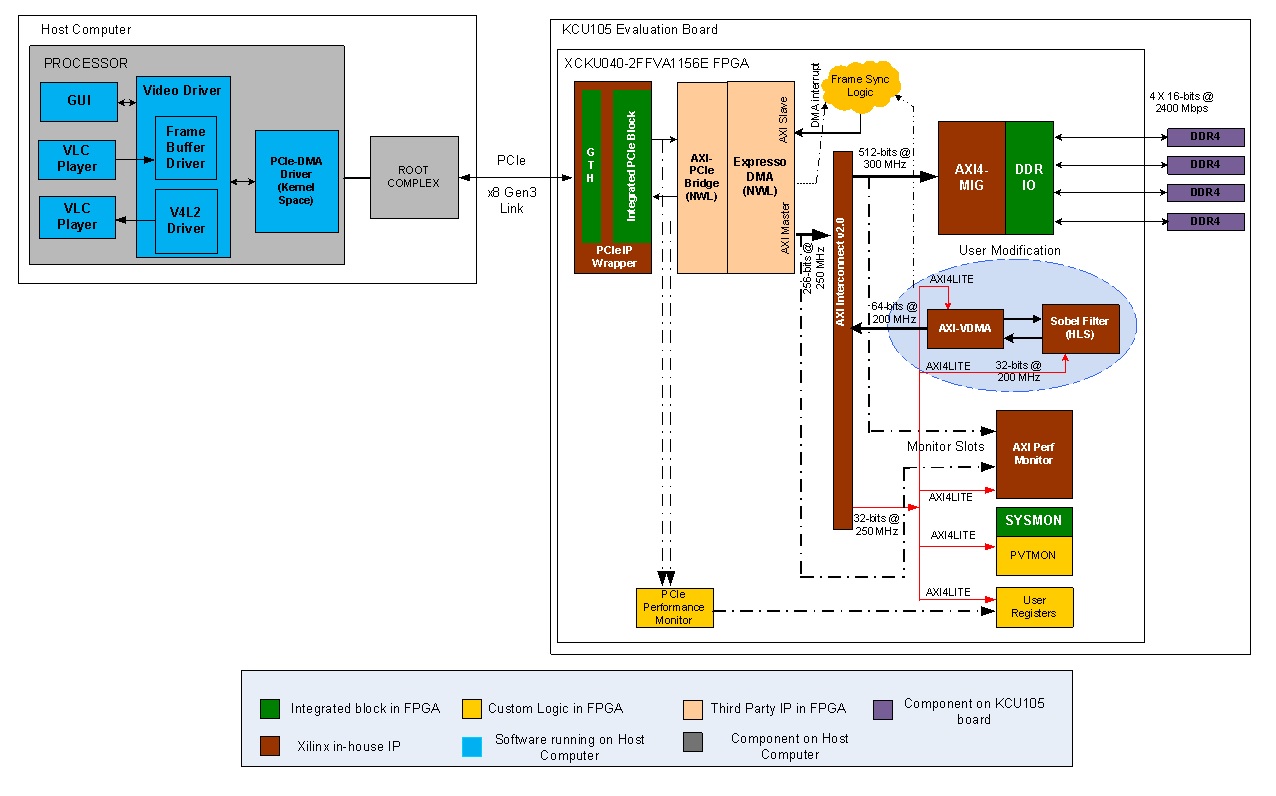 Host Computer
PROCESSOR
GUI
VLC
Player
VLC
Player
Video Driver
Frame
Buffer
Driver
V4L2
Driver
PCIe-DMA
Driver
(Kernel
Space)
ROOT
COMPLEX
PCIe
x8 Gen3
Link
KCU105 Evaluation Board
XCKU040-2FFVA1156E FPGA
G
T
H
Integrated PCIe Block
PCIe IP
Wrapper
AXI-
PCIe
Bridge
(NWL)
Expresso
DMA
(NWL)
AXI Slave
AXI Master
DMA interrupt
Frame Sync
Logic
256-bits @
250 MHz
AXI Interconnect v2.0
512-bits @
300 MHz
AXI4-
MIG
DDR
IO
4 X 16-bits @
2400 Mbps
DDR4
DDR4
DDR4
DDR4
User Modification
AXI4LITE
64-bits @
200 MHz
AXI-VDMA
Sobel Filter
(HLS)
AXI4LITE
32-bits @
200 MHz
Monitor Slots
AXI Perf
Monitor
AXI4LITE
32-bits @
250 MHz
SYSMON
AXI4LITE
PVTMON
AXI4LITE
User
Registers
PCIe
Performance
Monitor
Integrated block in FPGA
Custom Logic in FPGA
Third Party IP in FPGA
Component on KCU105
board
Xilinx in-house IP
Software running on Host
Computer
Component on Host
Computer